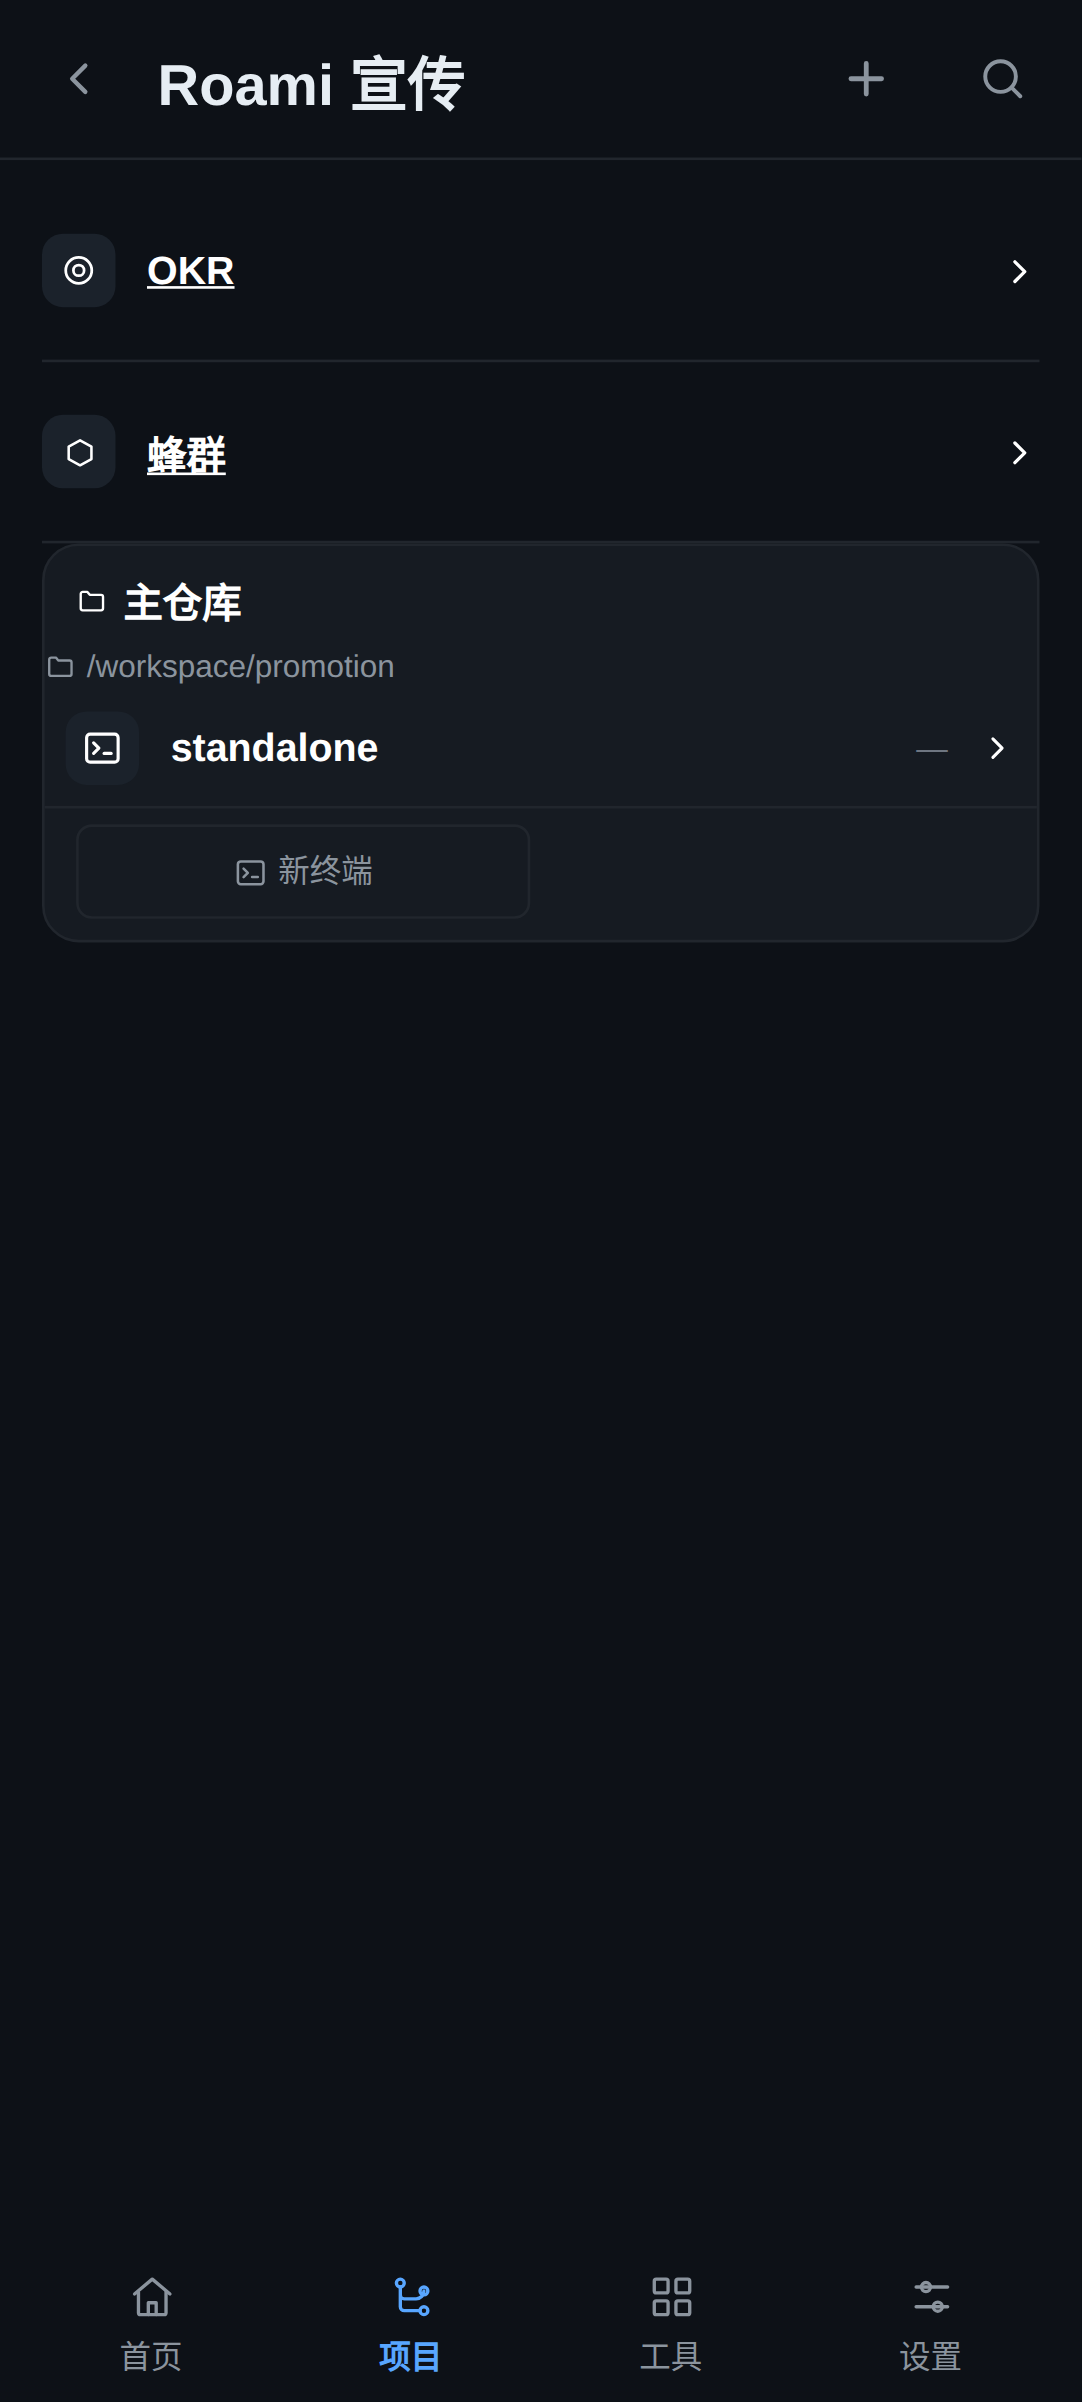 Roami 宣传
OKR
蜂群
主仓库
/workspace/promotion
standalone —
新终端
首页 项目 工具 设置